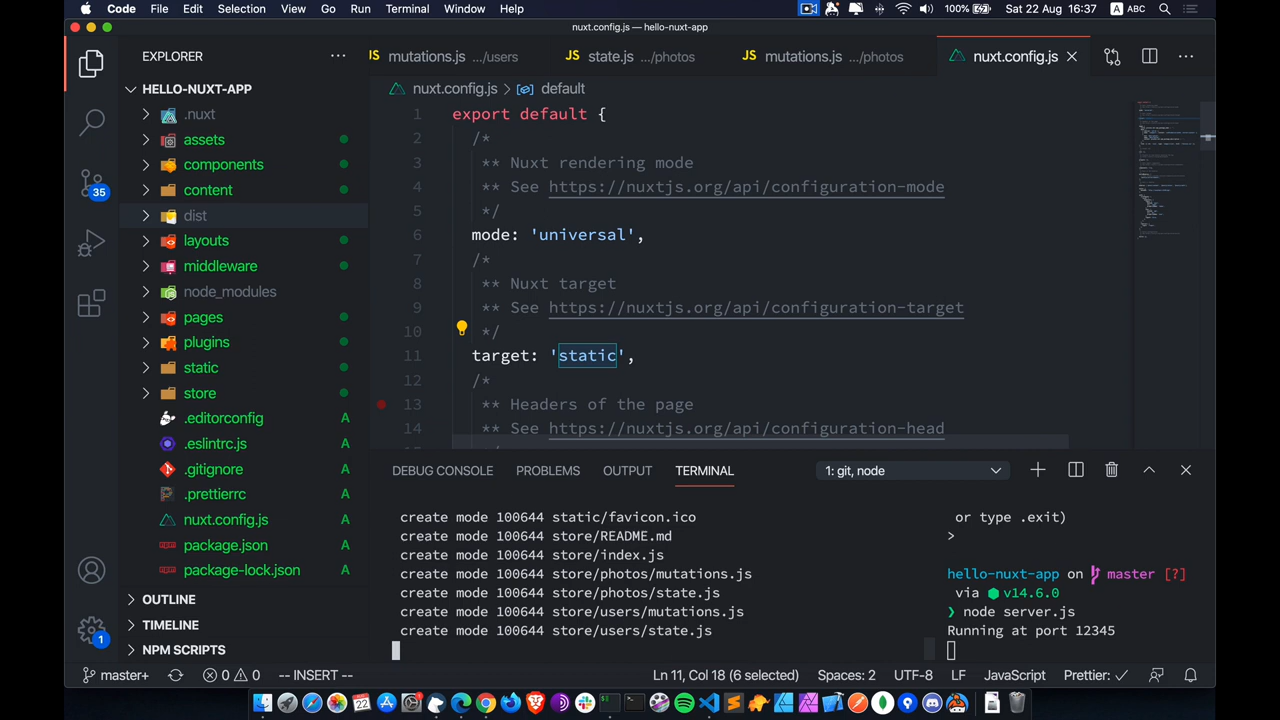 Code File Edit Selection View Go Run Terminal Window Help 100% Sat 22 Aug 16:37 A ABC
nuxt.config.js — hello-nuxt-app
EXPLORER
mutations.js .../users state.js .../photos mutations.js .../photos nuxt.config.js
HELLO-NUXT-APP
nuxt.config.js > default
.nuxt
assets
components
content
dist
layouts
middleware
node_modules
pages
plugins
static
store
.editorconfig A
.eslintrc.js A
.gitignore A
.prettierrc A
nuxt.config.js A
package.json A
package-lock.json A
OUTLINE
TIMELINE
NPM SCRIPTS
35
1
1 export default {
2 /*
3 ** Nuxt rendering mode
4 ** See https://nuxtjs.org/api/configuration-mode
5 */
6 mode: 'universal',
7 /*
8 ** Nuxt target
9 ** See https://nuxtjs.org/api/configuration-target
10 */
11 target: 'static',
12 /*
13 ** Headers of the page
14 ** See https://nuxtjs.org/api/configuration-head
DEBUG CONSOLE PROBLEMS OUTPUT TERMINAL 1: git, node
create mode 100644 static/favicon.ico
create mode 100644 store/README.md
create mode 100644 store/index.js
create mode 100644 store/photos/mutations.js
create mode 100644 store/photos/state.js
create mode 100644 store/users/mutations.js
create mode 100644 store/users/state.js
or type .exit)
>
hello-nuxt-app on master [?]
via v14.6.0
❯ node server.js
Running at port 12345
master+ 0 0 -- INSERT -- Ln 11, Col 18 (6 selected) Spaces: 2 UTF-8 LF JavaScript Prettier: ✓